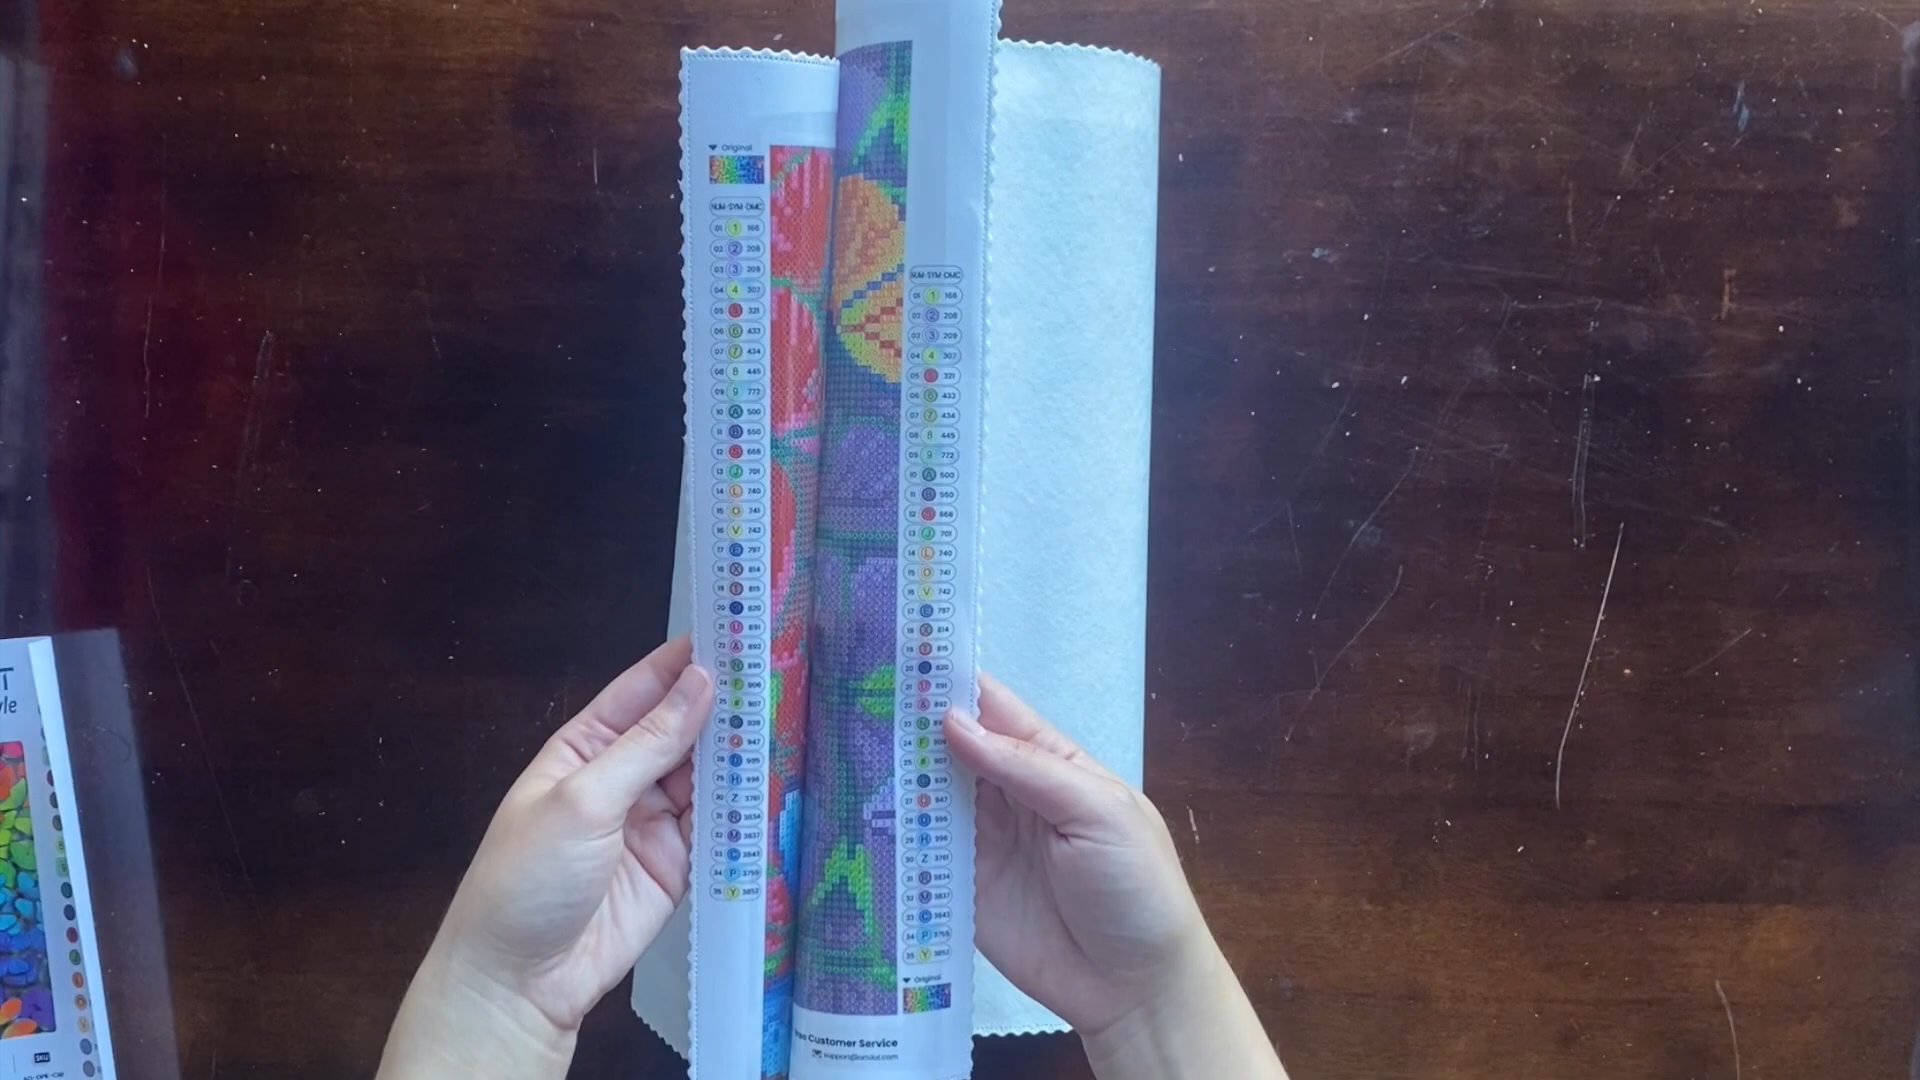 Original
NUM-SYM-DMC
01 1 166
02 2 208
03 3 209
04 4 307
05 321
06 6 433
07 7 434
08 8 445
09 9 772
10 A 500
11 B 550
12 S 666
13 J 701
14 L 740
15 O 741
16 V 742
17 E 797
18 X 814
19 T 815
20 820
21 U 891
22 & 892
23 N 895
24 F 906
25 # 907
26 939
27 Q 947
28 D 995
29 H 996
30 Z 3761
31 R 3834
32 M 3837
33 C 3843
34 P 3755
35 Y 3852
NUM-SYM-DMC
01 1 166
02 2 208
03 3 209
04 4 307
05 321
06 6 433
07 7 434
08 8 445
09 9 772
10 A 500
11 B 550
12 S 666
13 J 701
14 L 740
15 O 741
16 V 742
17 E 797
18 X 814
19 T 815
20 820
21 U 891
22 & 892
23 N
24 F 906
25 # 907
26 939
27 Q 947
28 D 995
29 H 996
30 Z 3761
31 R 3834
32 M 3837
33 C 3843
34 P 3755
35 Y 3852
Original
Customer Service
SKU